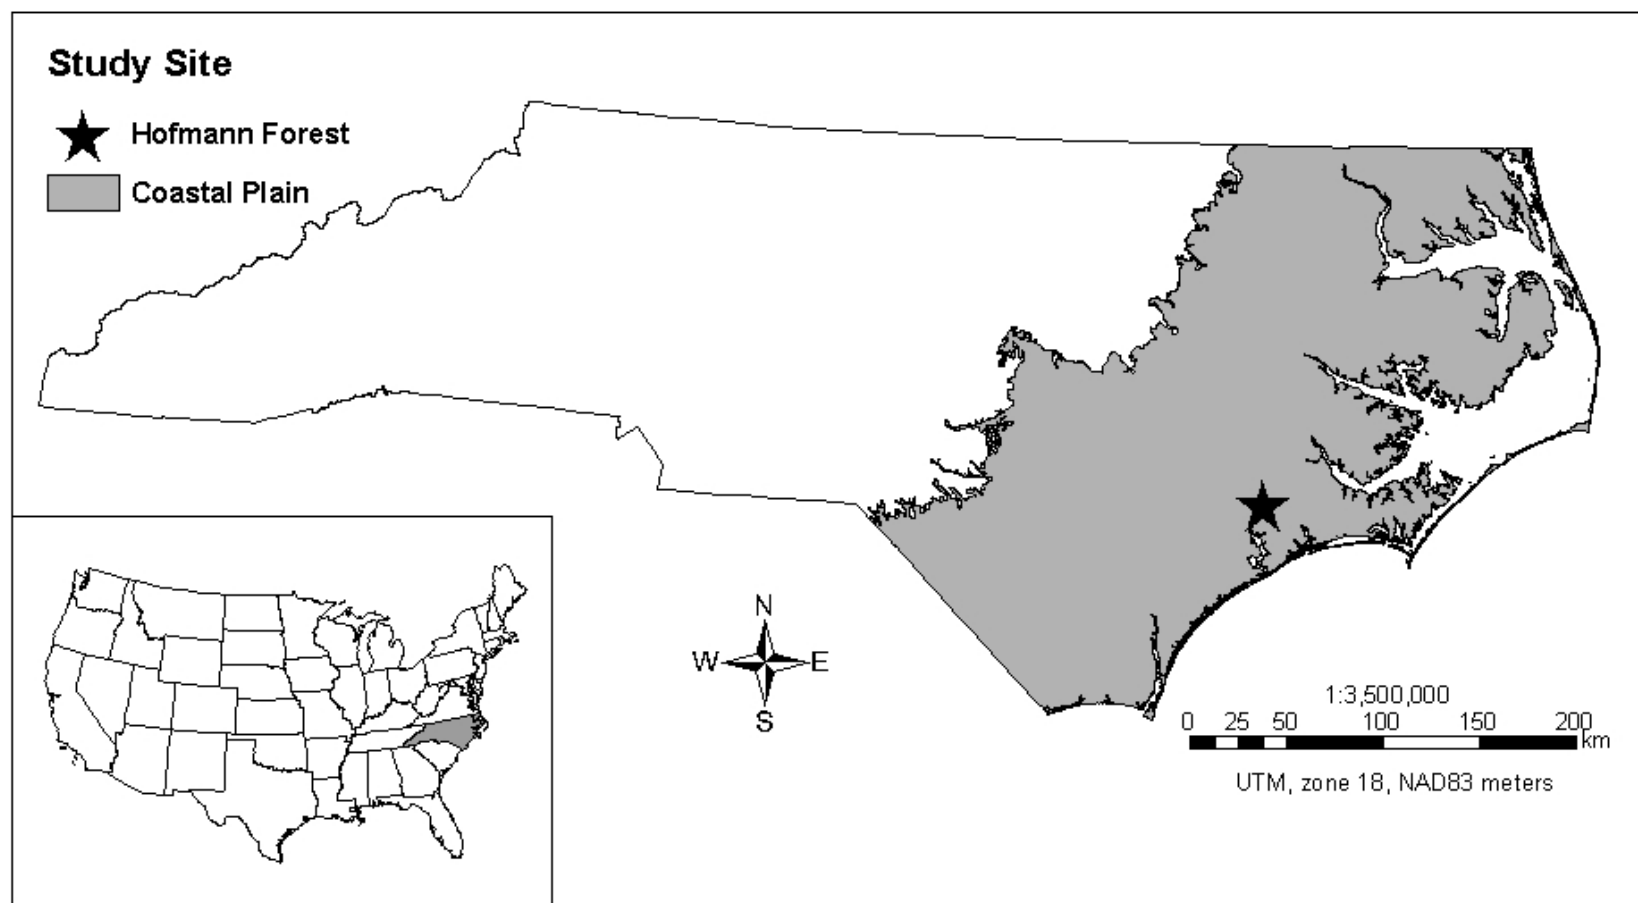 Study Site
Hofmann Forest
Coastal Plain
N
W E
S
1:3,500,000
0 25 50 100 150 200
km
UTM, zone 18, NAD83 meters